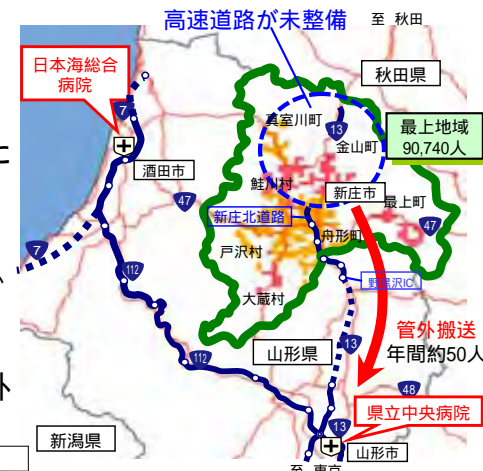 高速道路が未整備
至 秋田
日本海総合
病院
秋田県
7
真室川町
13
金山町
最上地域
90,740人
酒田市
鮭川村
新庄市
最上町
47
新庄北道路
47
舟形町
7
戸沢村
112
野黒沢IC
大蔵村
管外搬送
年間約50人
13
山形県
112
48
外
県立中央病院
新潟県
13
山形市
至 東京